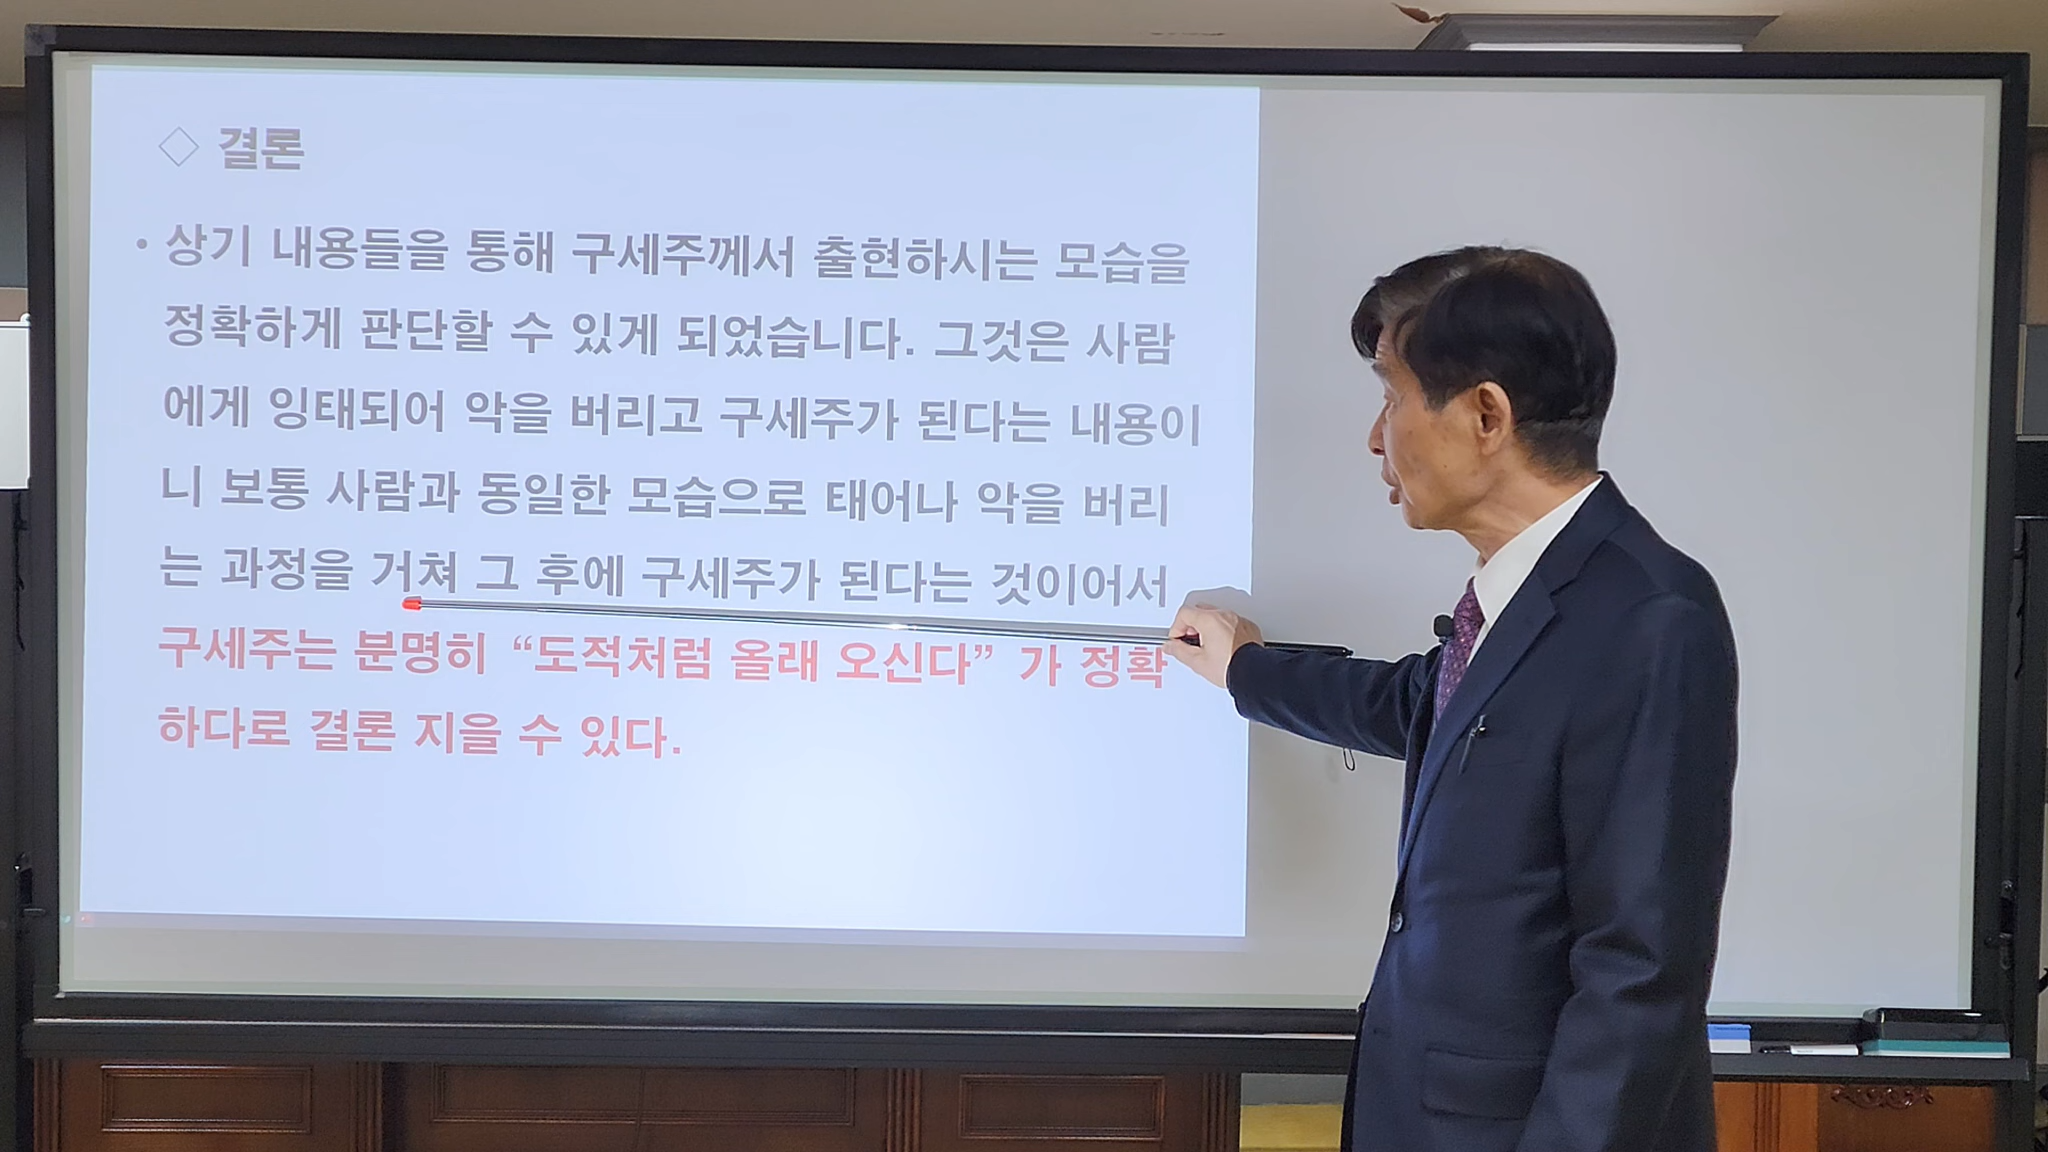 ◇ 결론
• 상기 내용들을 통해 구세주께서 출현하시는 모습을
정확하게 판단할 수 있게 되었습니다. 그것은 사람
에게 잉태되어 악을 버리고 구세주가 된다는 내용이
니 보통 사람과 동일한 모습으로 태어나 악을 버리
는 과정을 거쳐 그 후에 구세주가 된다는 것이어서
구세주는 분명히 “도적처럼 올래 오신다” 가 정확
하다로 결론 지을 수 있다.